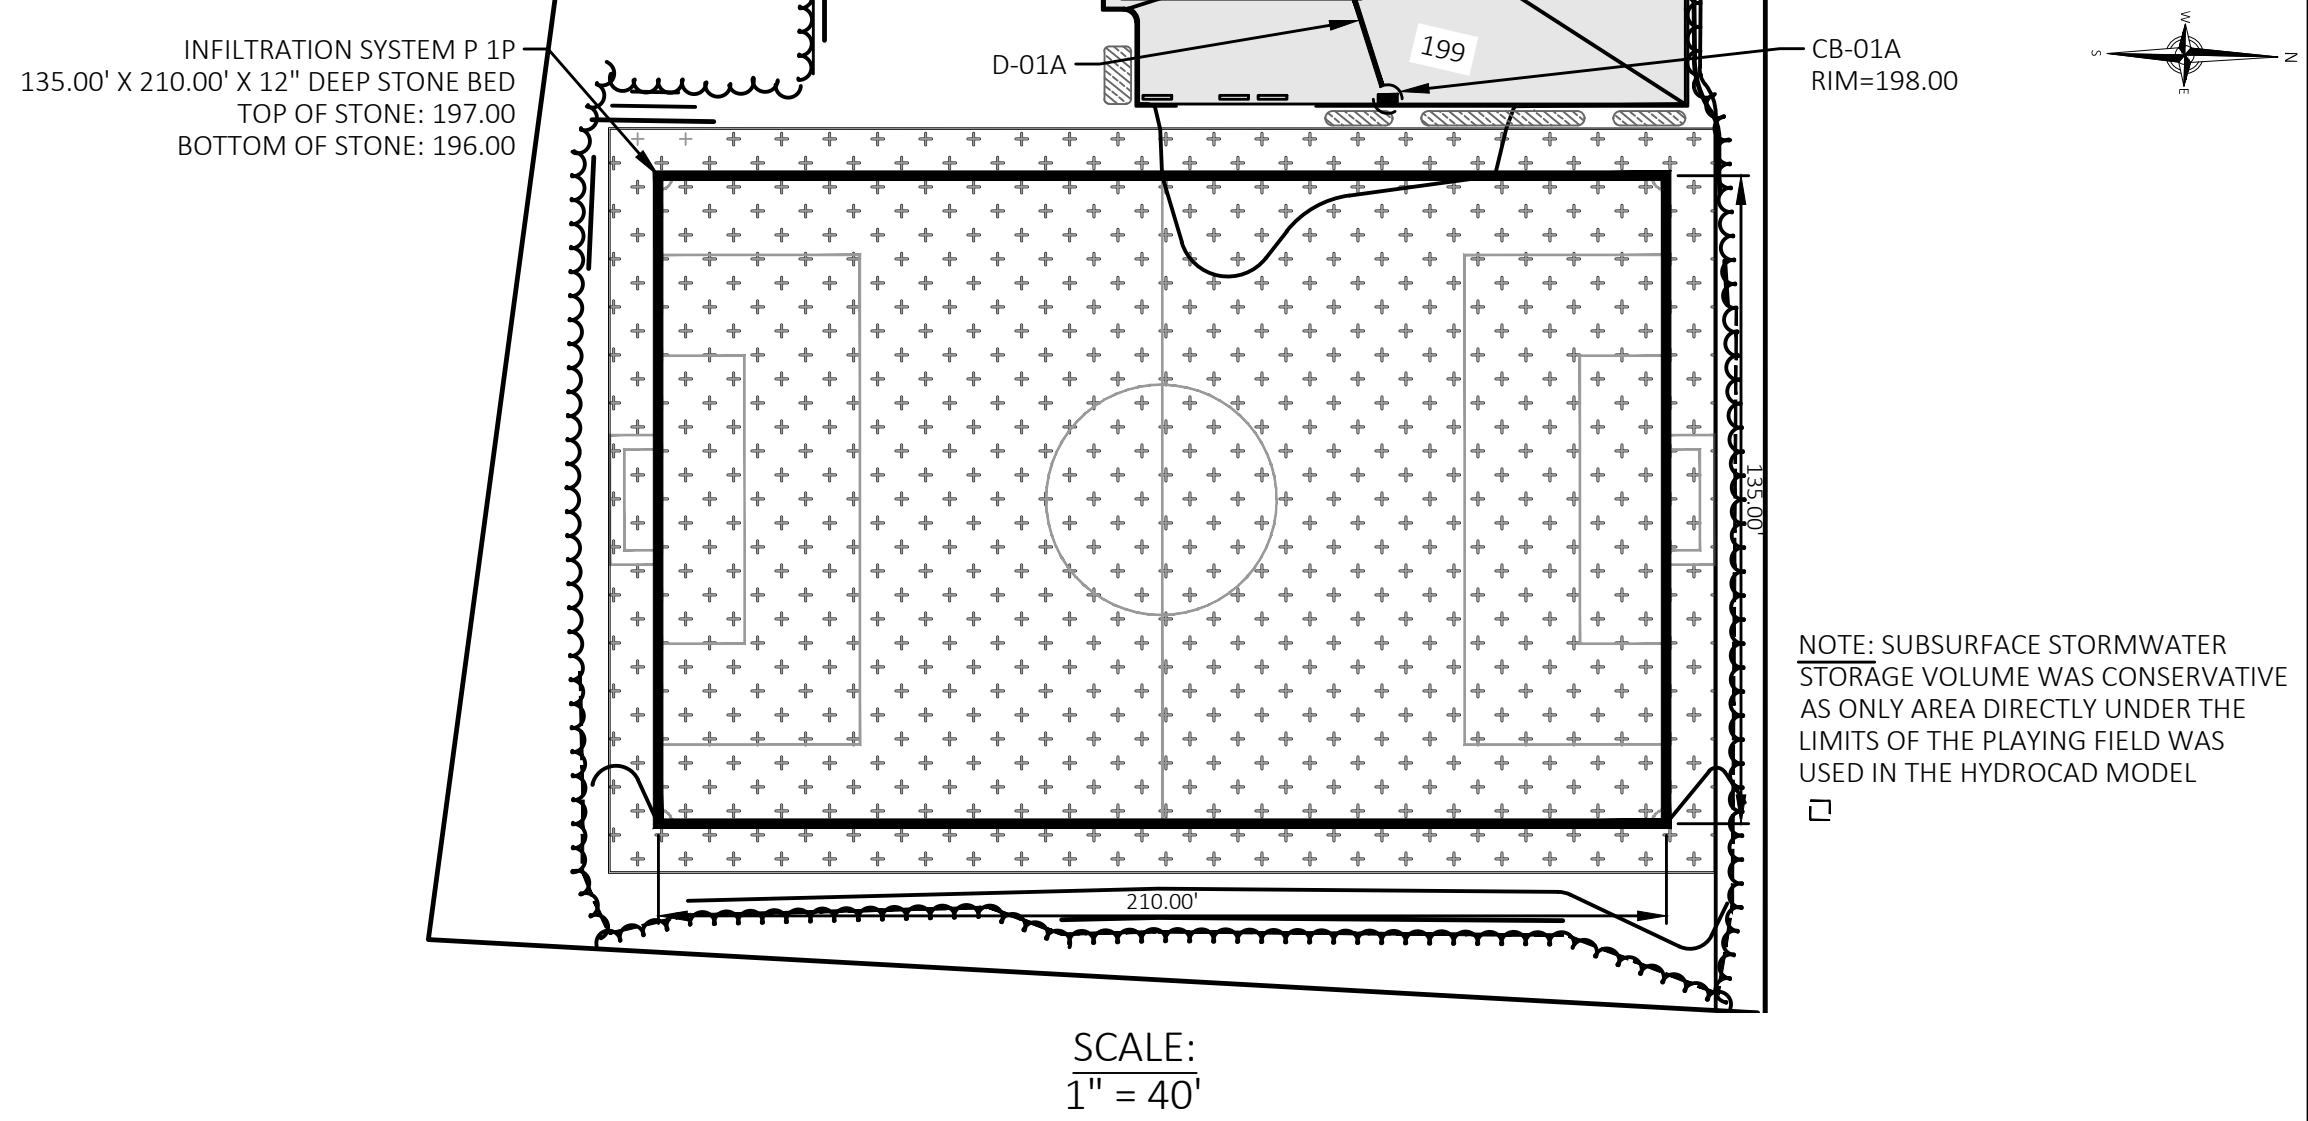 INFILTRATION SYSTEM P 1P
135.00' X 210.00' X 12" DEEP STONE BED
TOP OF STONE: 197.00
BOTTOM OF STONE: 196.00
D-01A
199
CB-01A
RIM=198.00
W
S
N
E
135.00'
NOTE: SUBSURFACE STORMWATER
STORAGE VOLUME WAS CONSERVATIVE
AS ONLY AREA DIRECTLY UNDER THE
LIMITS OF THE PLAYING FIELD WAS
USED IN THE HYDROCAD MODEL
210.00'
SCALE:
1" = 40'